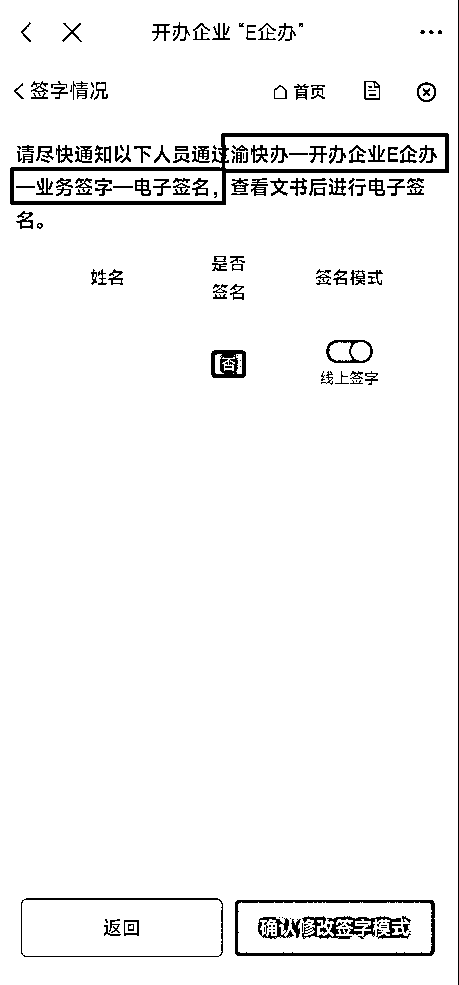 开办企业“E企办”
签字情况
首页
请尽快通知以下人员通过渝快办—开办企业E企办
—业务签字—电子签名，查看文书后进行电子签
名。
姓名
是否
签名
签名模式
否
线上签字
返回
确认修改签字模式